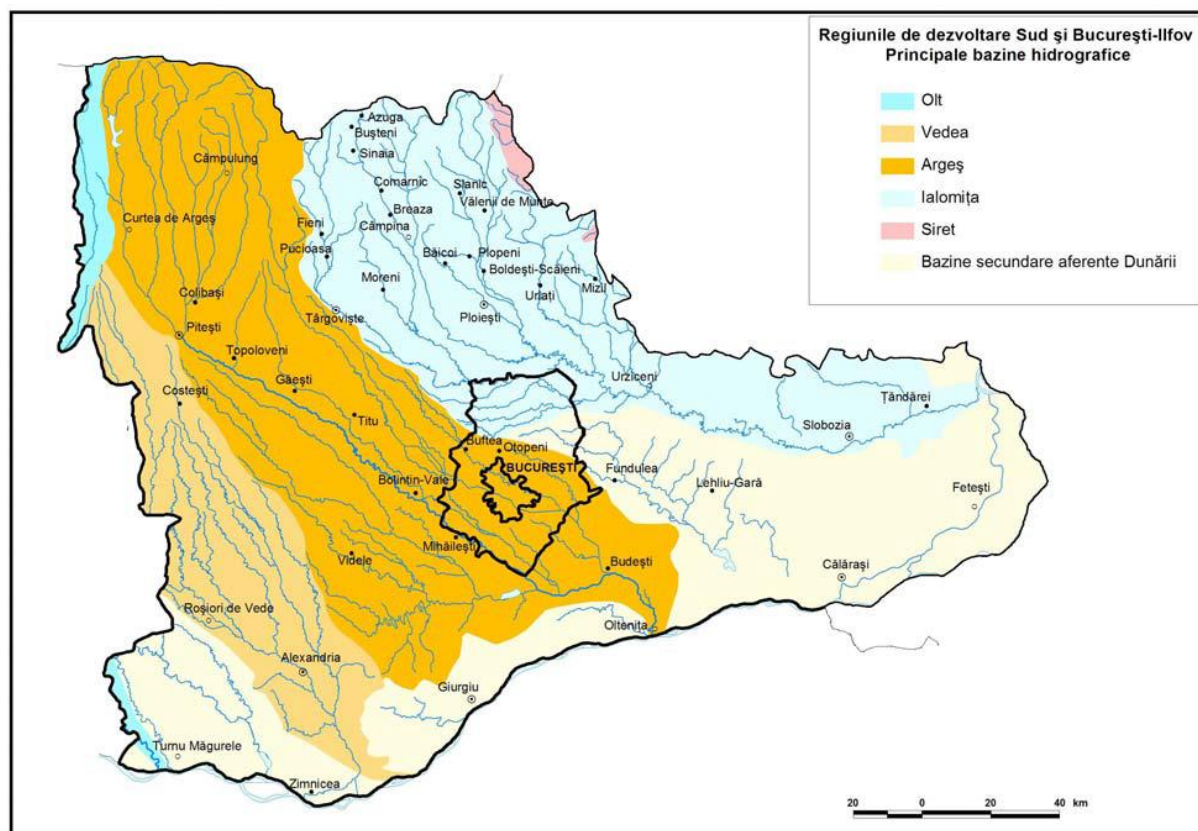 Regiunile de dezvoltare Sud şi Bucureşti-Ilfov
Principale bazine hidrografice
Olt
Vedea
Argeş
Ialomiţa
Siret
Bazine secundare aferente Dunării
Azuga
Buşteni
Sinaia
Câmpulung
Comarnic
Slanic
Vălenii de Munte
Breaza
Curtea de Argeş
Fieni
Câmpina
Pucioasa
Băicoi
Plopeni
Boldeşti-Scăieni
Moreni
Urlaţi
Mizil
Colibaşi
Ploieşti
Târgovişte
Piteşti
Topoloveni
Găeşti
Urziceni
Costeşti
Ţăndărei
Titu
Slobozia
Buftea
Otopeni
BUCUREŞTI
Fundulea
Lehliu-Gară
Bolintin-Vale
Feteşti
Mihăileşti
Videle
Budeşti
Călăraşi
Roşiori de Vede
Olteniţa
Alexandria
Giurgiu
Turnu Măgurele
Zimnicea
20 0 20 40 km